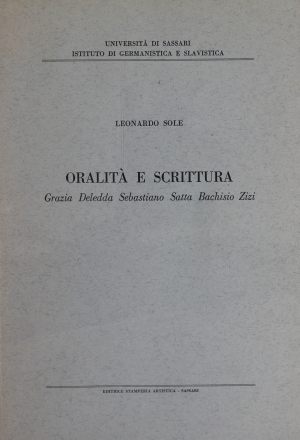 UNIVERSITÀ DI SASSARI
ISTITUTO DI GERMANISTICA E SLAVISTICA
LEONARDO SOLE
ORALITÀ E SCRITTURA
Grazia Deledda Sebastiano Satta Bachisio Zizi
EDITRICE STAMPERIA ARTISTICA - SASSARI